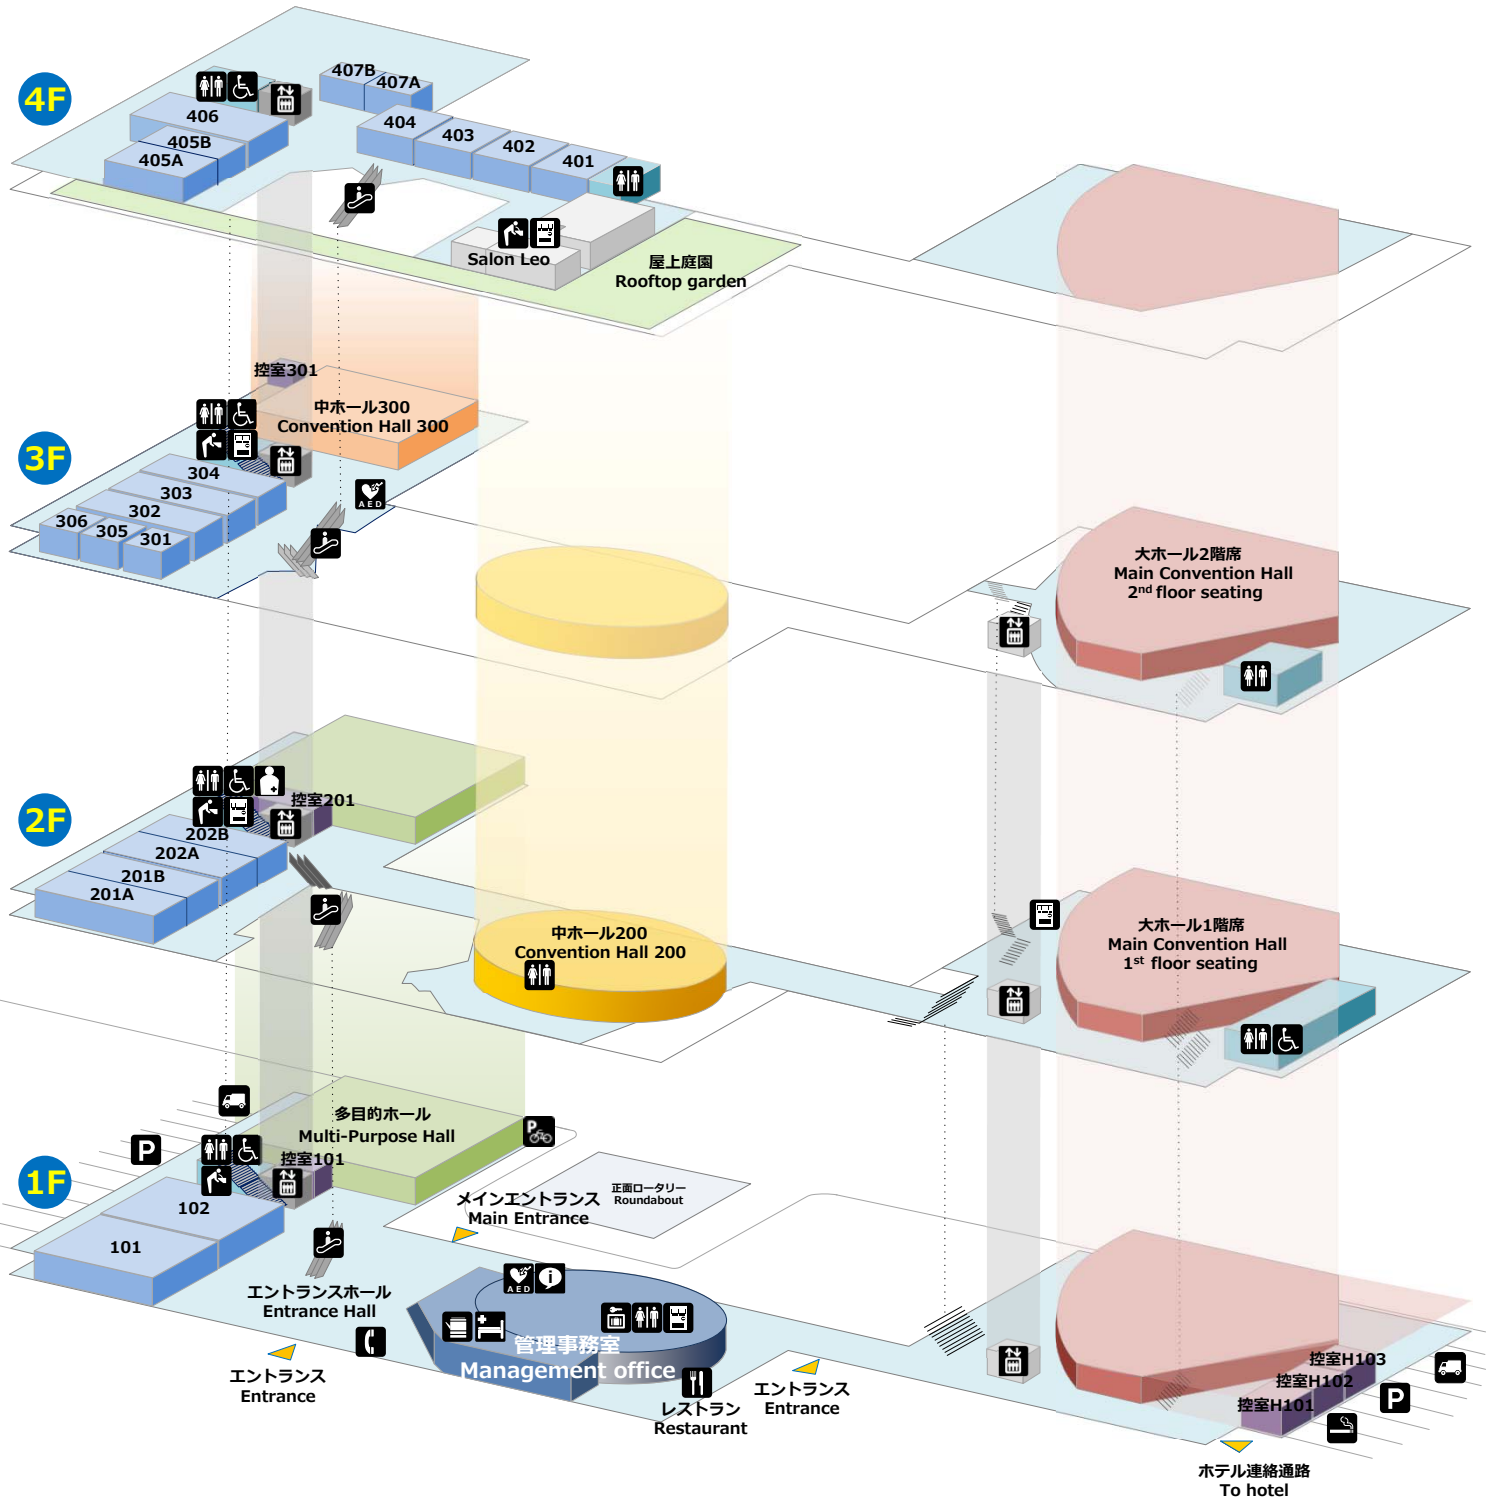 4F
407B
407A
406
405B
405A
404
403
402
401
Salon Leo
屋上庭園
Rooftop garden
控室301
中ホール300
Convention Hall 300
3F
304
303
302
306
305
301
AED
大ホール2階席
Main Convention Hall
2nd floor seating
2F
控室201
202B
202A
201B
201A
中ホール200
Convention Hall 200
大ホール1階席
Main Convention Hall
1st floor seating
1F
P
多目的ホール
Multi-Purpose Hall
P
控室101
102
101
正面ロータリー
Roundabout
メインエントランス
Main Entrance
エントランスホール
Entrance Hall
AED
i
管理事務室
Management office
エントランス
Entrance
レストラン
Restaurant
エントランス
Entrance
控室H103
控室H102
控室H101
P
ホテル連絡通路
To hotel